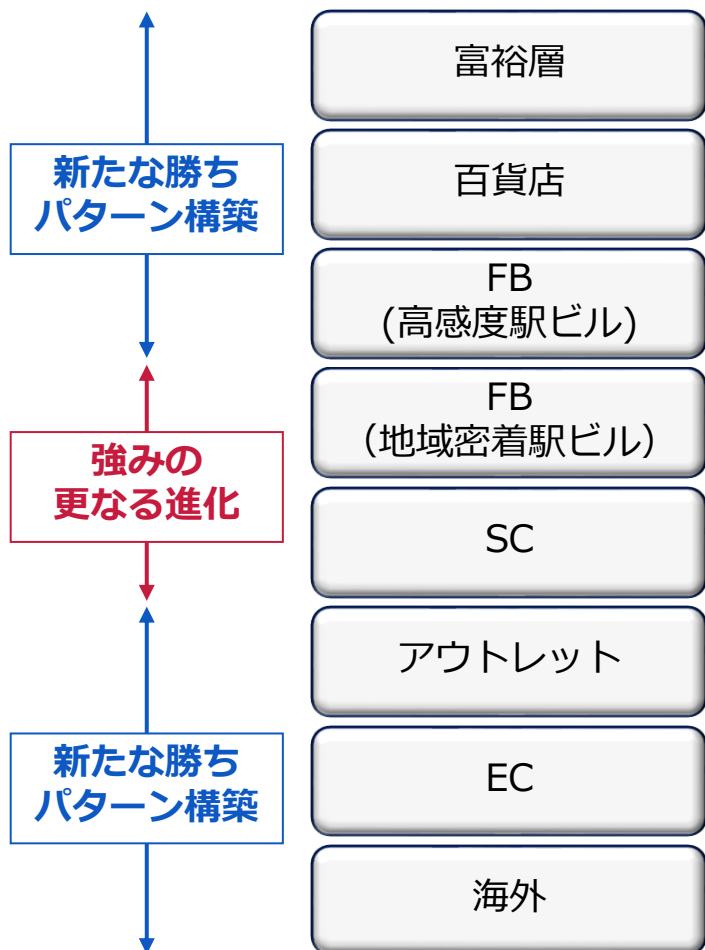 富裕層
新たな勝ち
パターン構築
百貨店
FB
(高感度駅ビル)
FB
（地域密着駅ビル）
強みの
更なる進化
SC
アウトレット
新たな勝ち
パターン構築
EC
海外